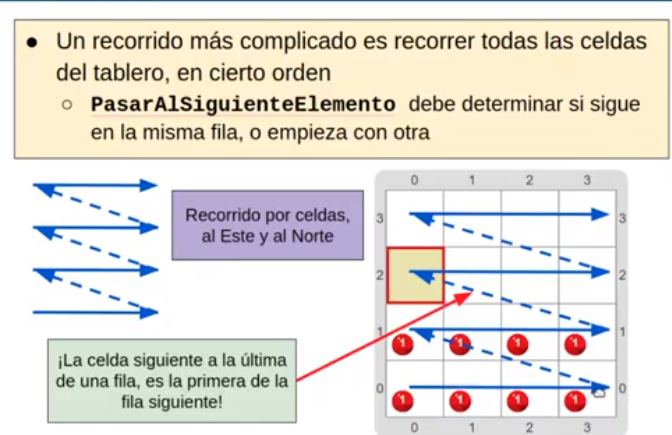 ● Un recorrido más complicado es recorrer todas las celdas
del tablero, en cierto orden
○ PasarAlSiguienteElemento debe determinar si sigue
en la misma fila, o empieza con otra
Recorrido por celdas,
al Este y al Norte
¡La celda siguiente a la última
de una fila, es la primera de la
fila siguiente!
0 1 2 3
3 3
2 2
1 1
1 1 1 1
0 0
1 1 1 1
0 1 2 3